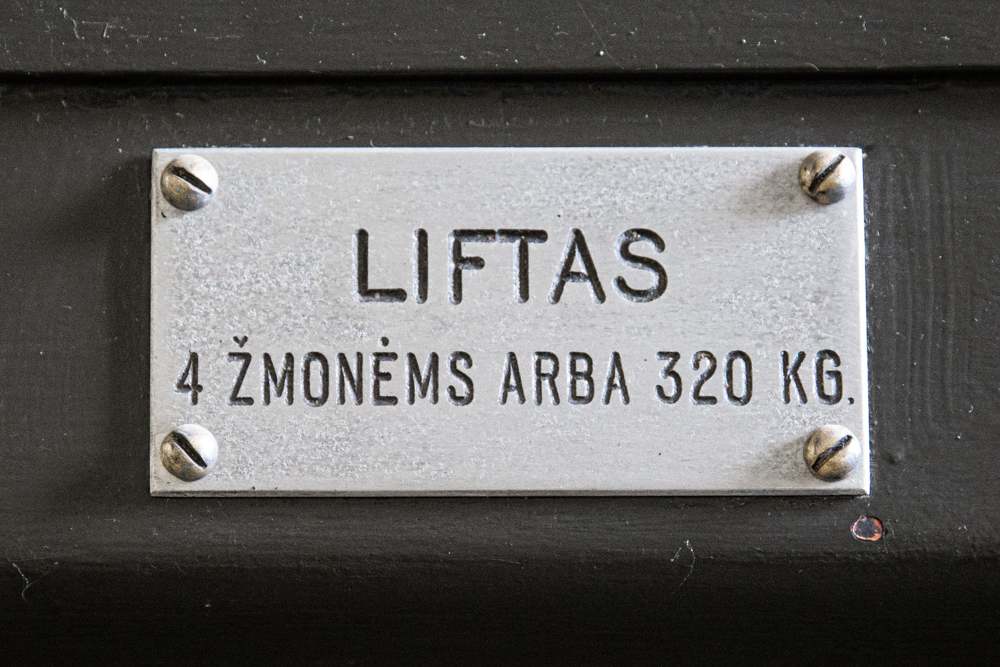 LIFTAS
4 ŽMONĖMS ARBA 320 KG.